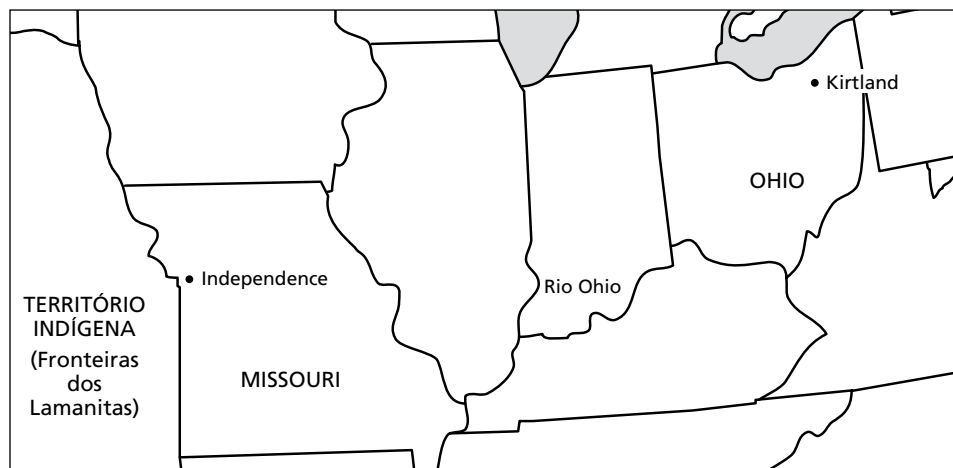 Kirtland
OHIO
Independence
Rio Ohio
TERRITÓRIO
INDÍGENA
(Fronteiras
dos
Lamanitas)
MISSOURI